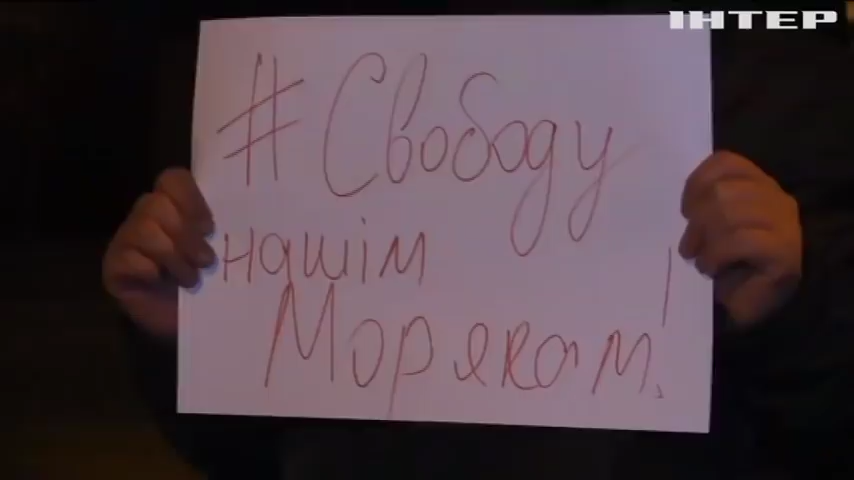 ІНТЕР
#Свободу
нашім
Морякам!